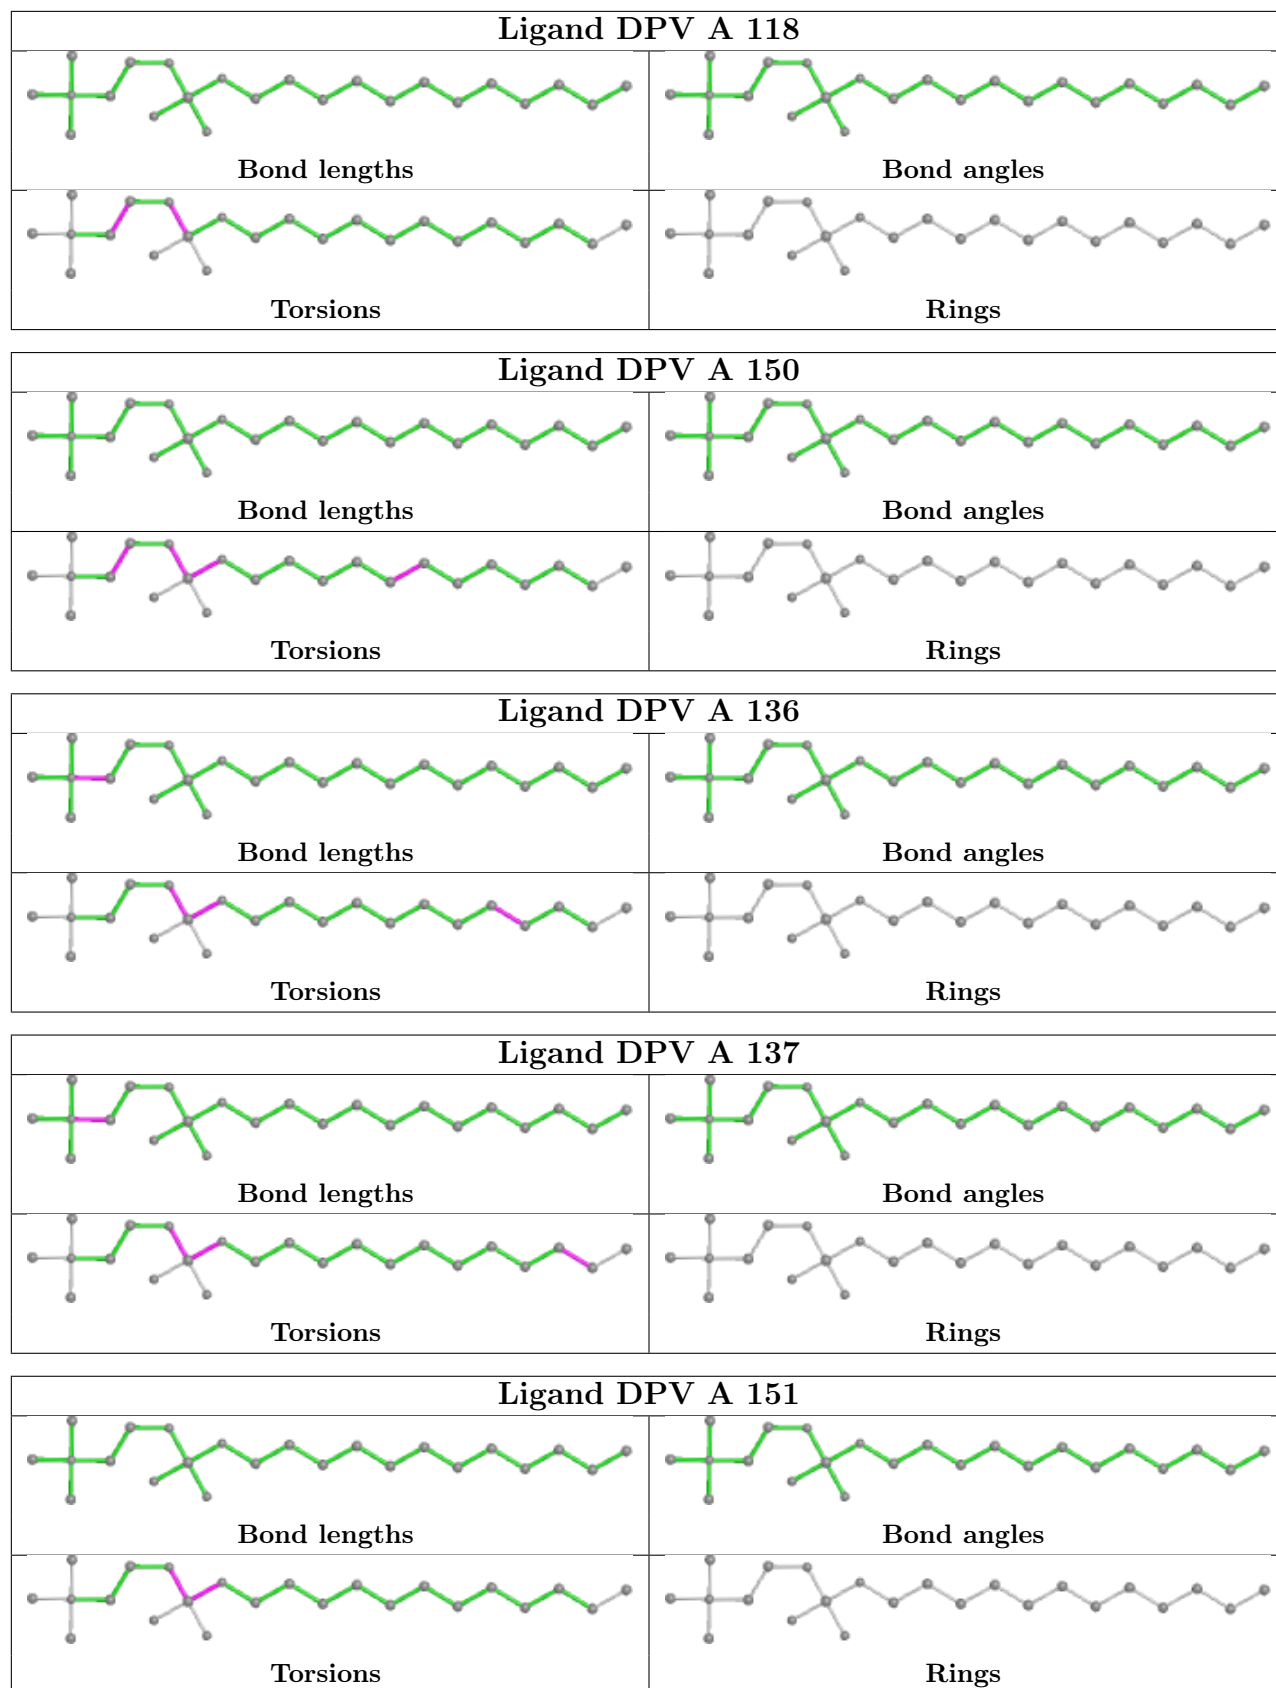 Ligand DPV A 118
Bond lengths Bond angles
Torsions Rings
Ligand DPV A 150
Bond lengths Bond angles
Torsions Rings
Ligand DPV A 136
Bond lengths Bond angles
Torsions Rings
Ligand DPV A 137
Bond lengths Bond angles
Torsions Rings
Ligand DPV A 151
Bond lengths Bond angles
Torsions Rings